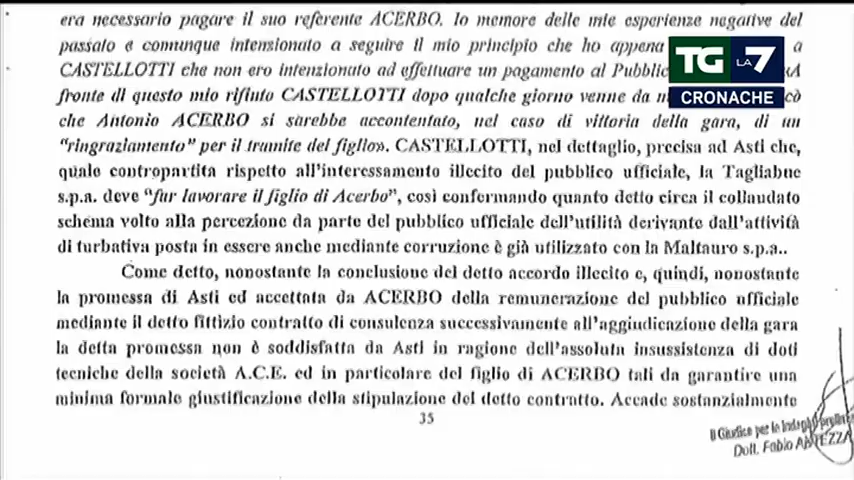 era necessario pagare il suo referente ACERBO. Io memore delle mie esperienze negative del
passato e comunque intenzionato a seguire il mio principio che ho appena a
CASTELLOTTI che non ero intenzionato ad effettuare un pagamento al Pubblic
fronte di questo mio rifiuto CASTELLOTTI dopo qualche giorno venne da
che Antonio ACERBO si sarebbe accontentato, nel caso di vittoria della gara, di un
"ringraziamento" per il tramite del figlio». CASTELLOTTI, nel dettaglio, precisa ad Asti che,
quale contropartita rispetto all'interessamento illecito del pubblico ufficiale, la Tagliabue
s.p.a. deve "far lavorare il figlio di Acerbo", così confermando quanto detto circa il collaudato
schema volto alla percezione da parte del pubblico ufficiale dell'utilità derivante dall'attività
di turbativa posta in essere anche mediante corruzione è già utilizzato con la Maltauro s.p.a..
Come detto, nonostante la conclusione del detto accordo illecito e, quindi, nonostante
la promessa di Asti ed accettata da ACERBO della remunerazione del pubblico ufficiale
mediante il detto fittizio contratto di consulenza successivamente all'aggiudicazione della gara
la detta promessa non è soddisfatta da Asti in ragione dell'assoluta insussistenza di doti
tecniche della società A.C.E. ed in particolare del figlio di ACERBO tali da garantire una
minima formale giustificazione della stipulazione del detto contratto. Accade sostanzialmente
35
Il Giudice per le
Dott. Fabio
TG LA7
CRONACHE